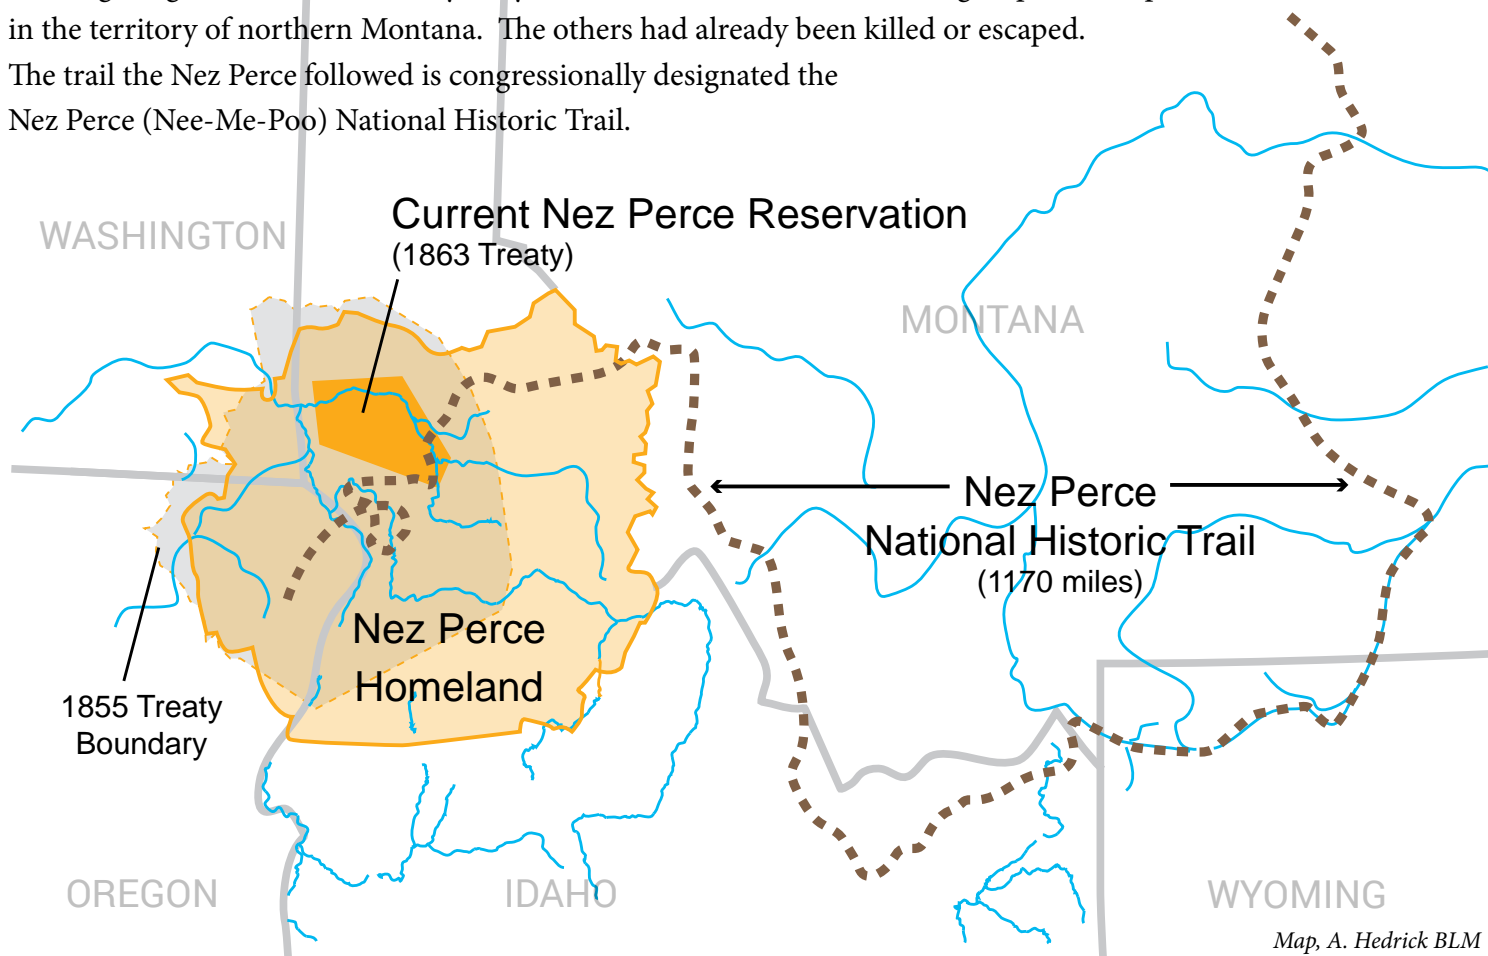 in the territory of northern Montana.  The others had already been killed or escaped.
The trail the Nez Perce followed is congressionally designated the
Nez Perce (Nee-Me-Poo) National Historic Trail.
WASHINGTON
Current Nez Perce Reservation
(1863 Treaty)
MONTANA
Nez Perce
National Historic Trail
(1170 miles)
Nez Perce
Homeland
1855 Treaty
Boundary
OREGON
IDAHO
WYOMING
Map, A. Hedrick BLM